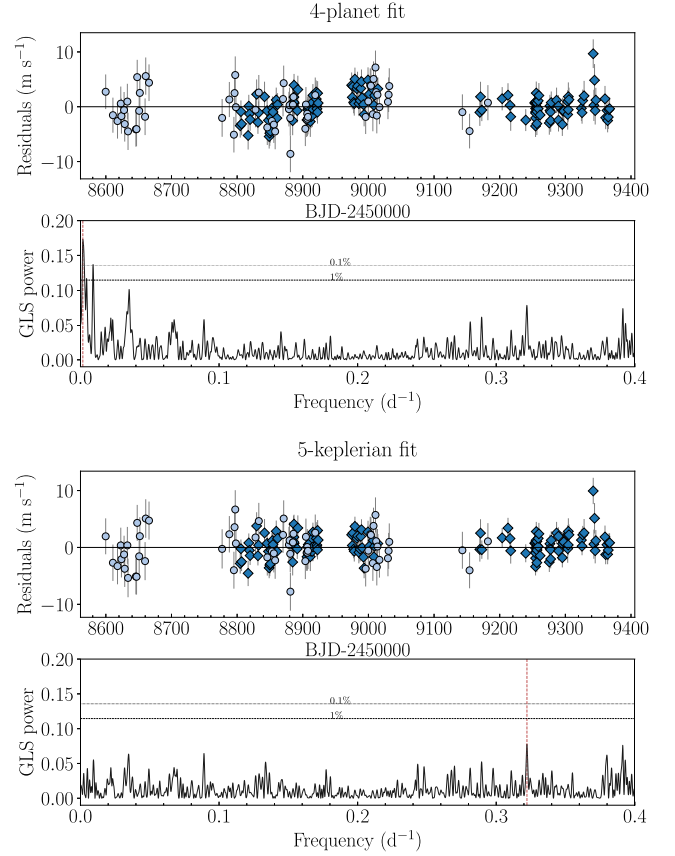 4-planet fit
Residuals (m s⁻¹)
10
0
−10
8600 8700 8800 8900 9000 9100 9200 9300 9400
BJD-2450000
GLS power
0.20
0.15
0.10
0.05
0.00
0.1%
1%
0.0 0.1 0.2 0.3 0.4
Frequency (d⁻¹)
5-keplerian fit
Residuals (m s⁻¹)
10
0
−10
8600 8700 8800 8900 9000 9100 9200 9300 9400
BJD-2450000
GLS power
0.20
0.15
0.10
0.05
0.00
0.1%
1%
0.0 0.1 0.2 0.3 0.4
Frequency (d⁻¹)